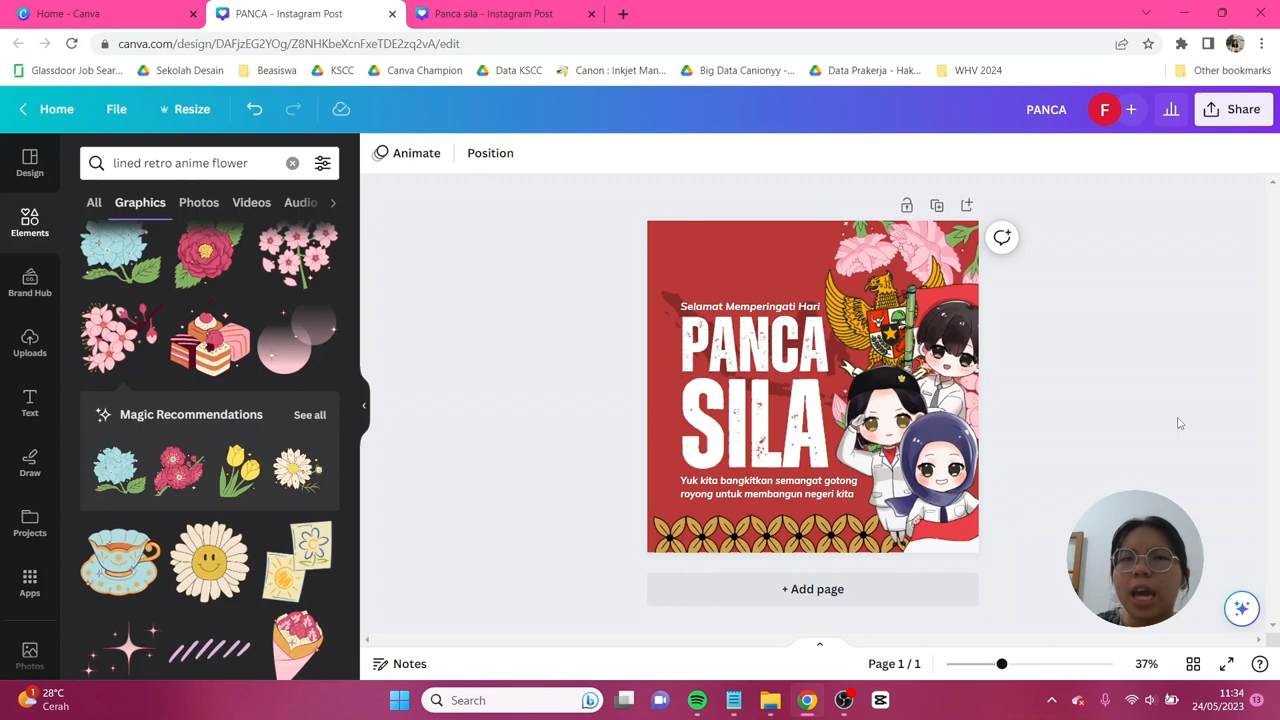 Home - Canva
PANCA - Instagram Post
Panca sila - Instagram Post
canva.com/design/DAFjzEG2YOg/Z8NHKbeXcnFxeTDE2zq2vA/edit
Glassdoor Job Sear...
Sekolah Desain
Beasiswa
KSCC
Canva Champion
Data KSCC
Canon : Inkjet Man...
Big Data Canionyy -...
Data Prakerja - Hak...
WHV 2024
Other bookmarks
Home
File
Resize
PANCA
F
+
Share
Design
Elements
Brand Hub
CO.
Uploads
Text
Draw
Projects
Apps
Photos
lined retro anime flower
All
Graphics
Photos
Videos
Audio
Magic Recommendations
See all
Animate
Position
Selamat Memperingati Hari
PANCA
SILA
Yuk kita bangkitkan semangat gotong
royong untuk membangun negeri kita
+ Add page
Notes
Page 1 / 1
37%
1
28°C
Cerah
Search
11:34
24/05/2023
13